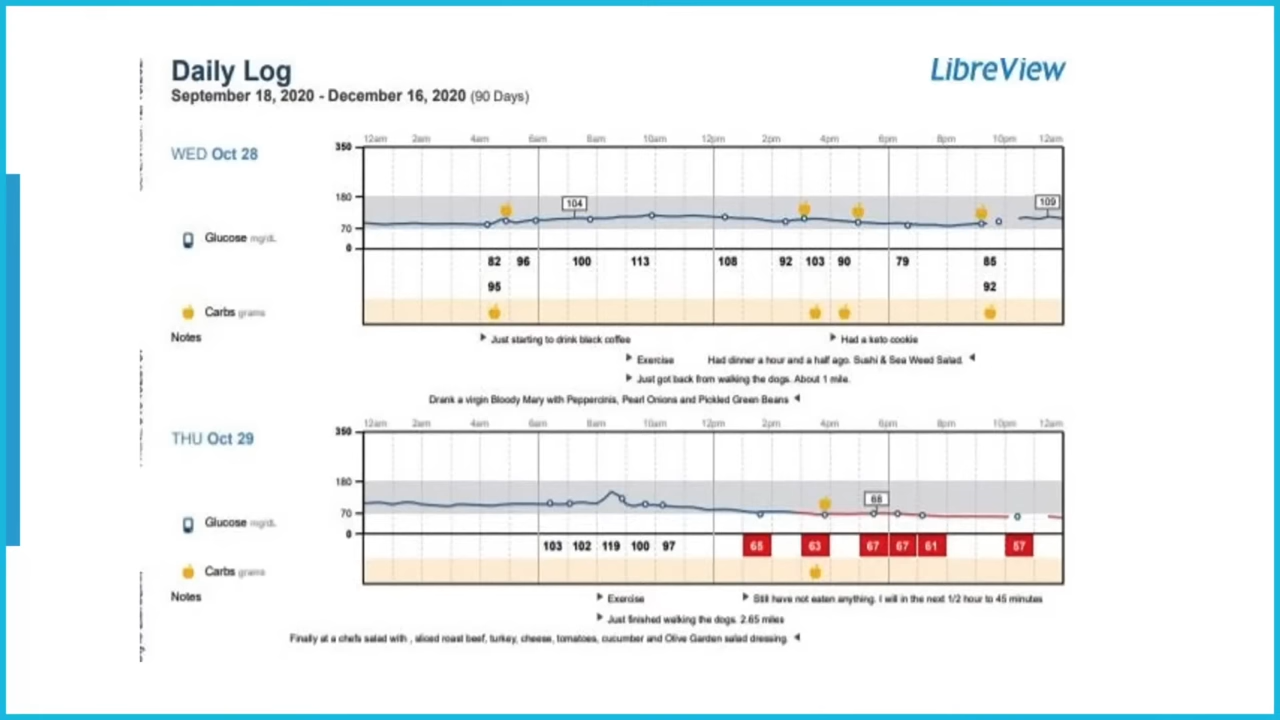 Daily Log
LibreView
September 18, 2020 - December 16, 2020 (90 Days)
WED Oct 28
12am 2am 4am 6am 8am 10am 12pm 2pm 4pm 6pm 8pm 10pm 12am
350
180
104
109
70
Glucose mg/dL
0
82 96 100 113 108 92 103 90 79 85
95 92
Carbs grams
Notes
Just starting to drink black coffee
Had a keto cookie
Exercise
Had dinner a hour and a half ago. Sushi & Sea Weed Salad.
Just got back from walking the dogs. About 1 mile.
Drank a virgin Bloody Mary with Peppercinis, Pearl Onions and Pickled Green Beans
THU Oct 29
12am 2am 4am 6am 8am 10am 12pm 2pm 4pm 6pm 8pm 10pm 12am
350
180
68
70
Glucose mg/dL
0
103 102 119 100 97 65 63 67 67 61 57
Carbs grams
Notes
Exercise
Still have not eaten anything. I will in the next 1/2 hour to 45 minutes
Just finished walking the dogs. 2.65 miles
Finally at a chefs salad with , sliced roast beef, turkey, cheese, tomatoes, cucumber and Olive Garden salad dressing.